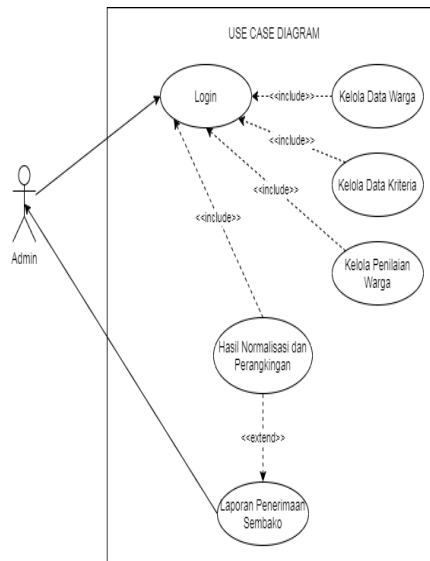 USE CASE DIAGRAM
Login
<<include>>
Kelola Data Warga
<<include>>
Kelola Data Kriteria
<<include>>
<<include>>
Admin
Kelola Penilaian
Warga
Hasil Normalisasi dan
Perangkingan
<<extend>>
Laporan Penerimaan
Sembako